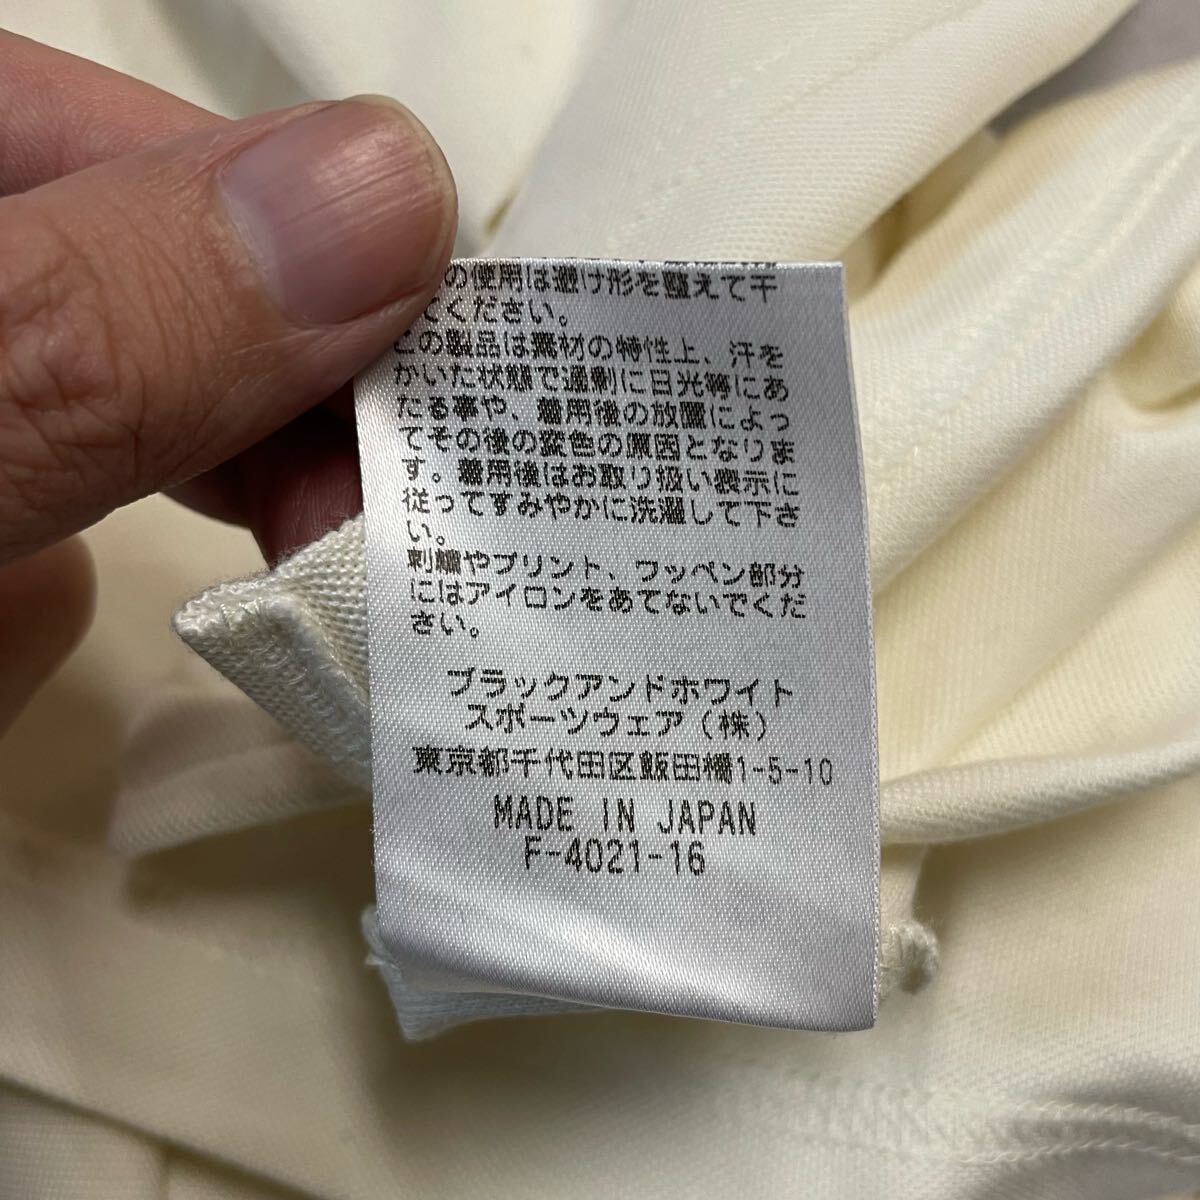 の使用は避け形を整えて干
てください。
この製品は素材の特性上、汗を
かいた状態で過剰に日光等にあ
たる事や、着用後の放置によっ
てその後の変色の原因となりま
す。着用後はお取り扱い表示に
従ってすみやかに洗濯して下さ
い。
刺繍やプリント、ワッペン部分
にはアイロンをあてないでくだ
さい。
ブラックアンドホワイト
スポーツウェア(株)
東京都千代田区飯田橋1-5-10
MADE IN JAPAN
F-4021-16